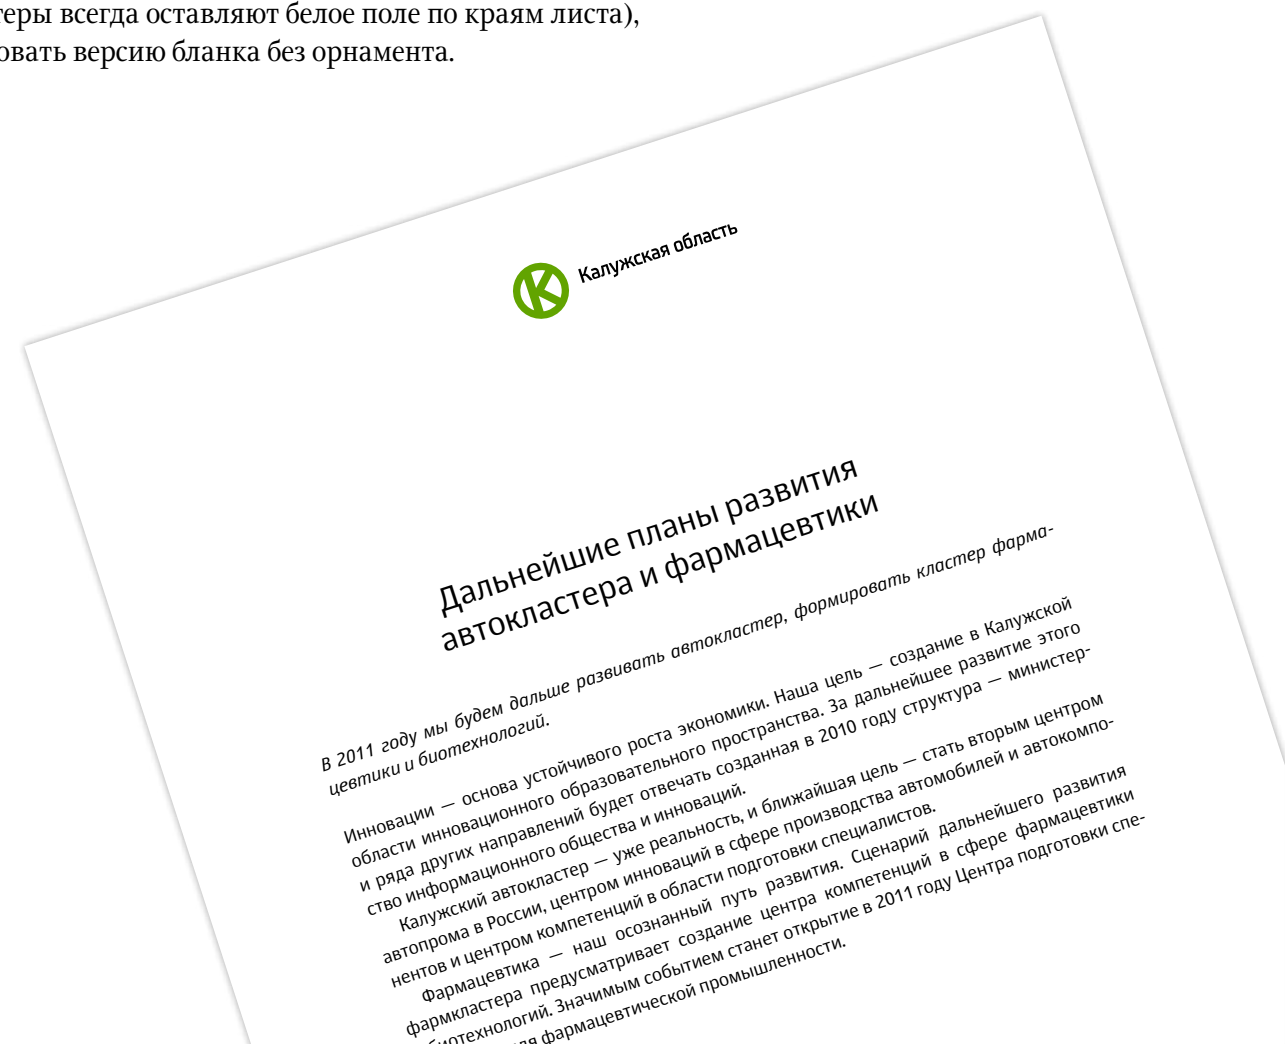 теры всегда оставляют белое поле по краям листа),
овать версию бланка без орнамента.
Калужская область
Дальнейшие планы развития
автокластера и фармацевтики
В 2011 году мы будем дальше развивать автокластер, формировать кластер фарма-
цевтики и биотехнологий.
Инновации — основа устойчивого роста экономики. Наша цель — создание в Калужской
области инновационного образовательного пространства. За дальнейшее развитие этого
и ряда других направлений будет отвечать созданная в 2010 году структура — министер-
ство информационного общества и инноваций.
Калужский автокластер — уже реальность, и ближайшая цель — стать вторым центром
автопрома в России, центром инноваций в сфере производства автомобилей и автокомпо-
нентов и центром компетенций в области подготовки специалистов.
Фармацевтика — наш осознанный путь развития. Сценарий дальнейшего развития
фармкластера предусматривает создание центра компетенций в сфере фармацевтики
биотехнологий. Значимым событием станет открытие в 2011 году Центра подготовки спе-
фармацевтической промышленности.